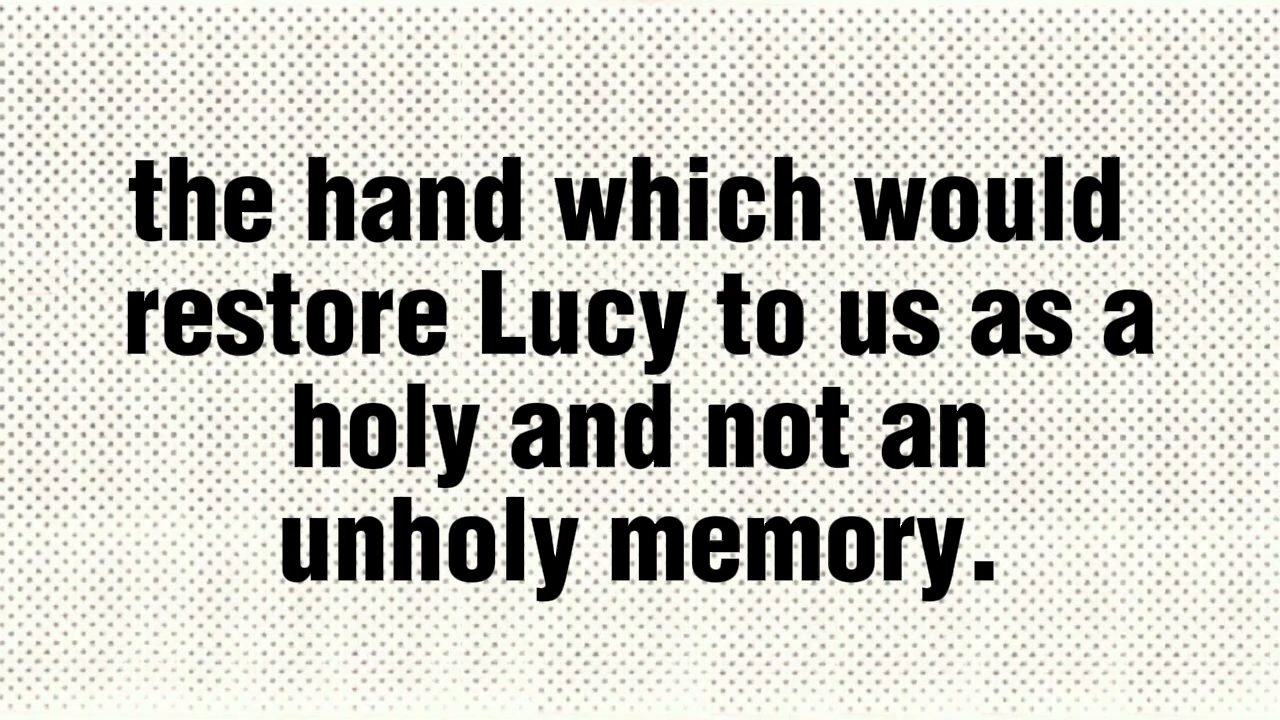 the hand which would
restore Lucy to us as a
holy and not an
unholy memory.